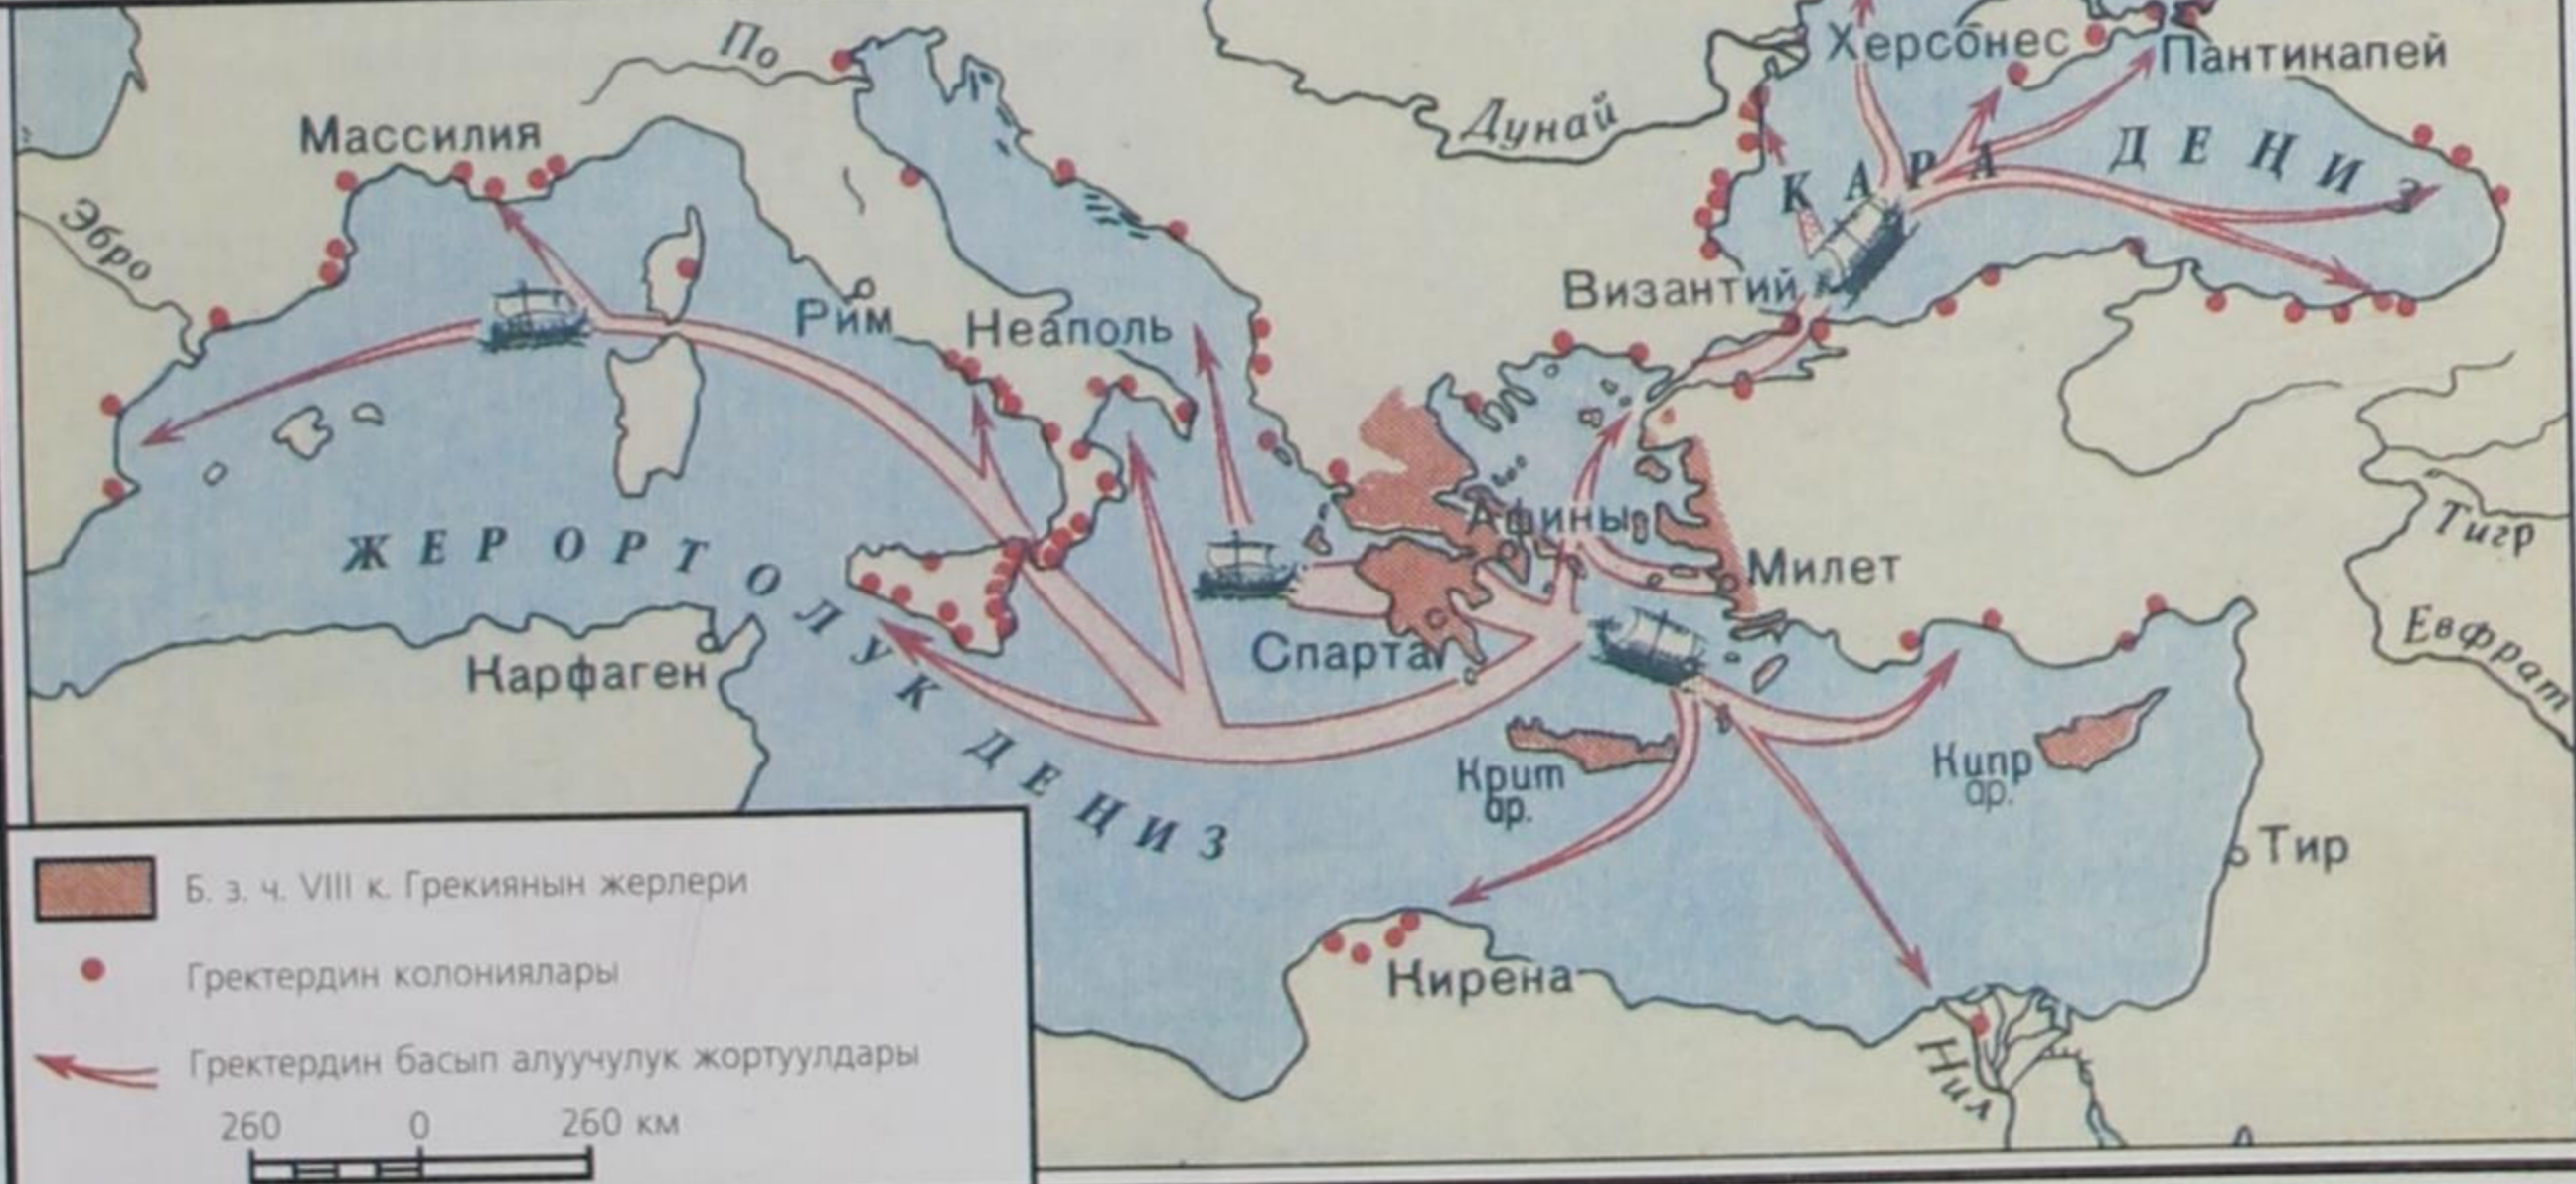 По
Херсонес
Пантикапей
Массилия
Дунай
КАРА ДЕҢИЗ
Эбро
Византий
Рим
Неаполь
Афины
Тигр
ЖЕРОРТОЛУК ДЕҢИЗ
Милет
Евфрат
Спарта
Карфаген
Крит
ар.
Кипр
ар.
Тир
Кирена
Нил
Б. з. ч. VIII к. Грекиянын жерлери
Гректердин колониялары
Гректердин басып алуучулук жортуулдары
260 0 260 км